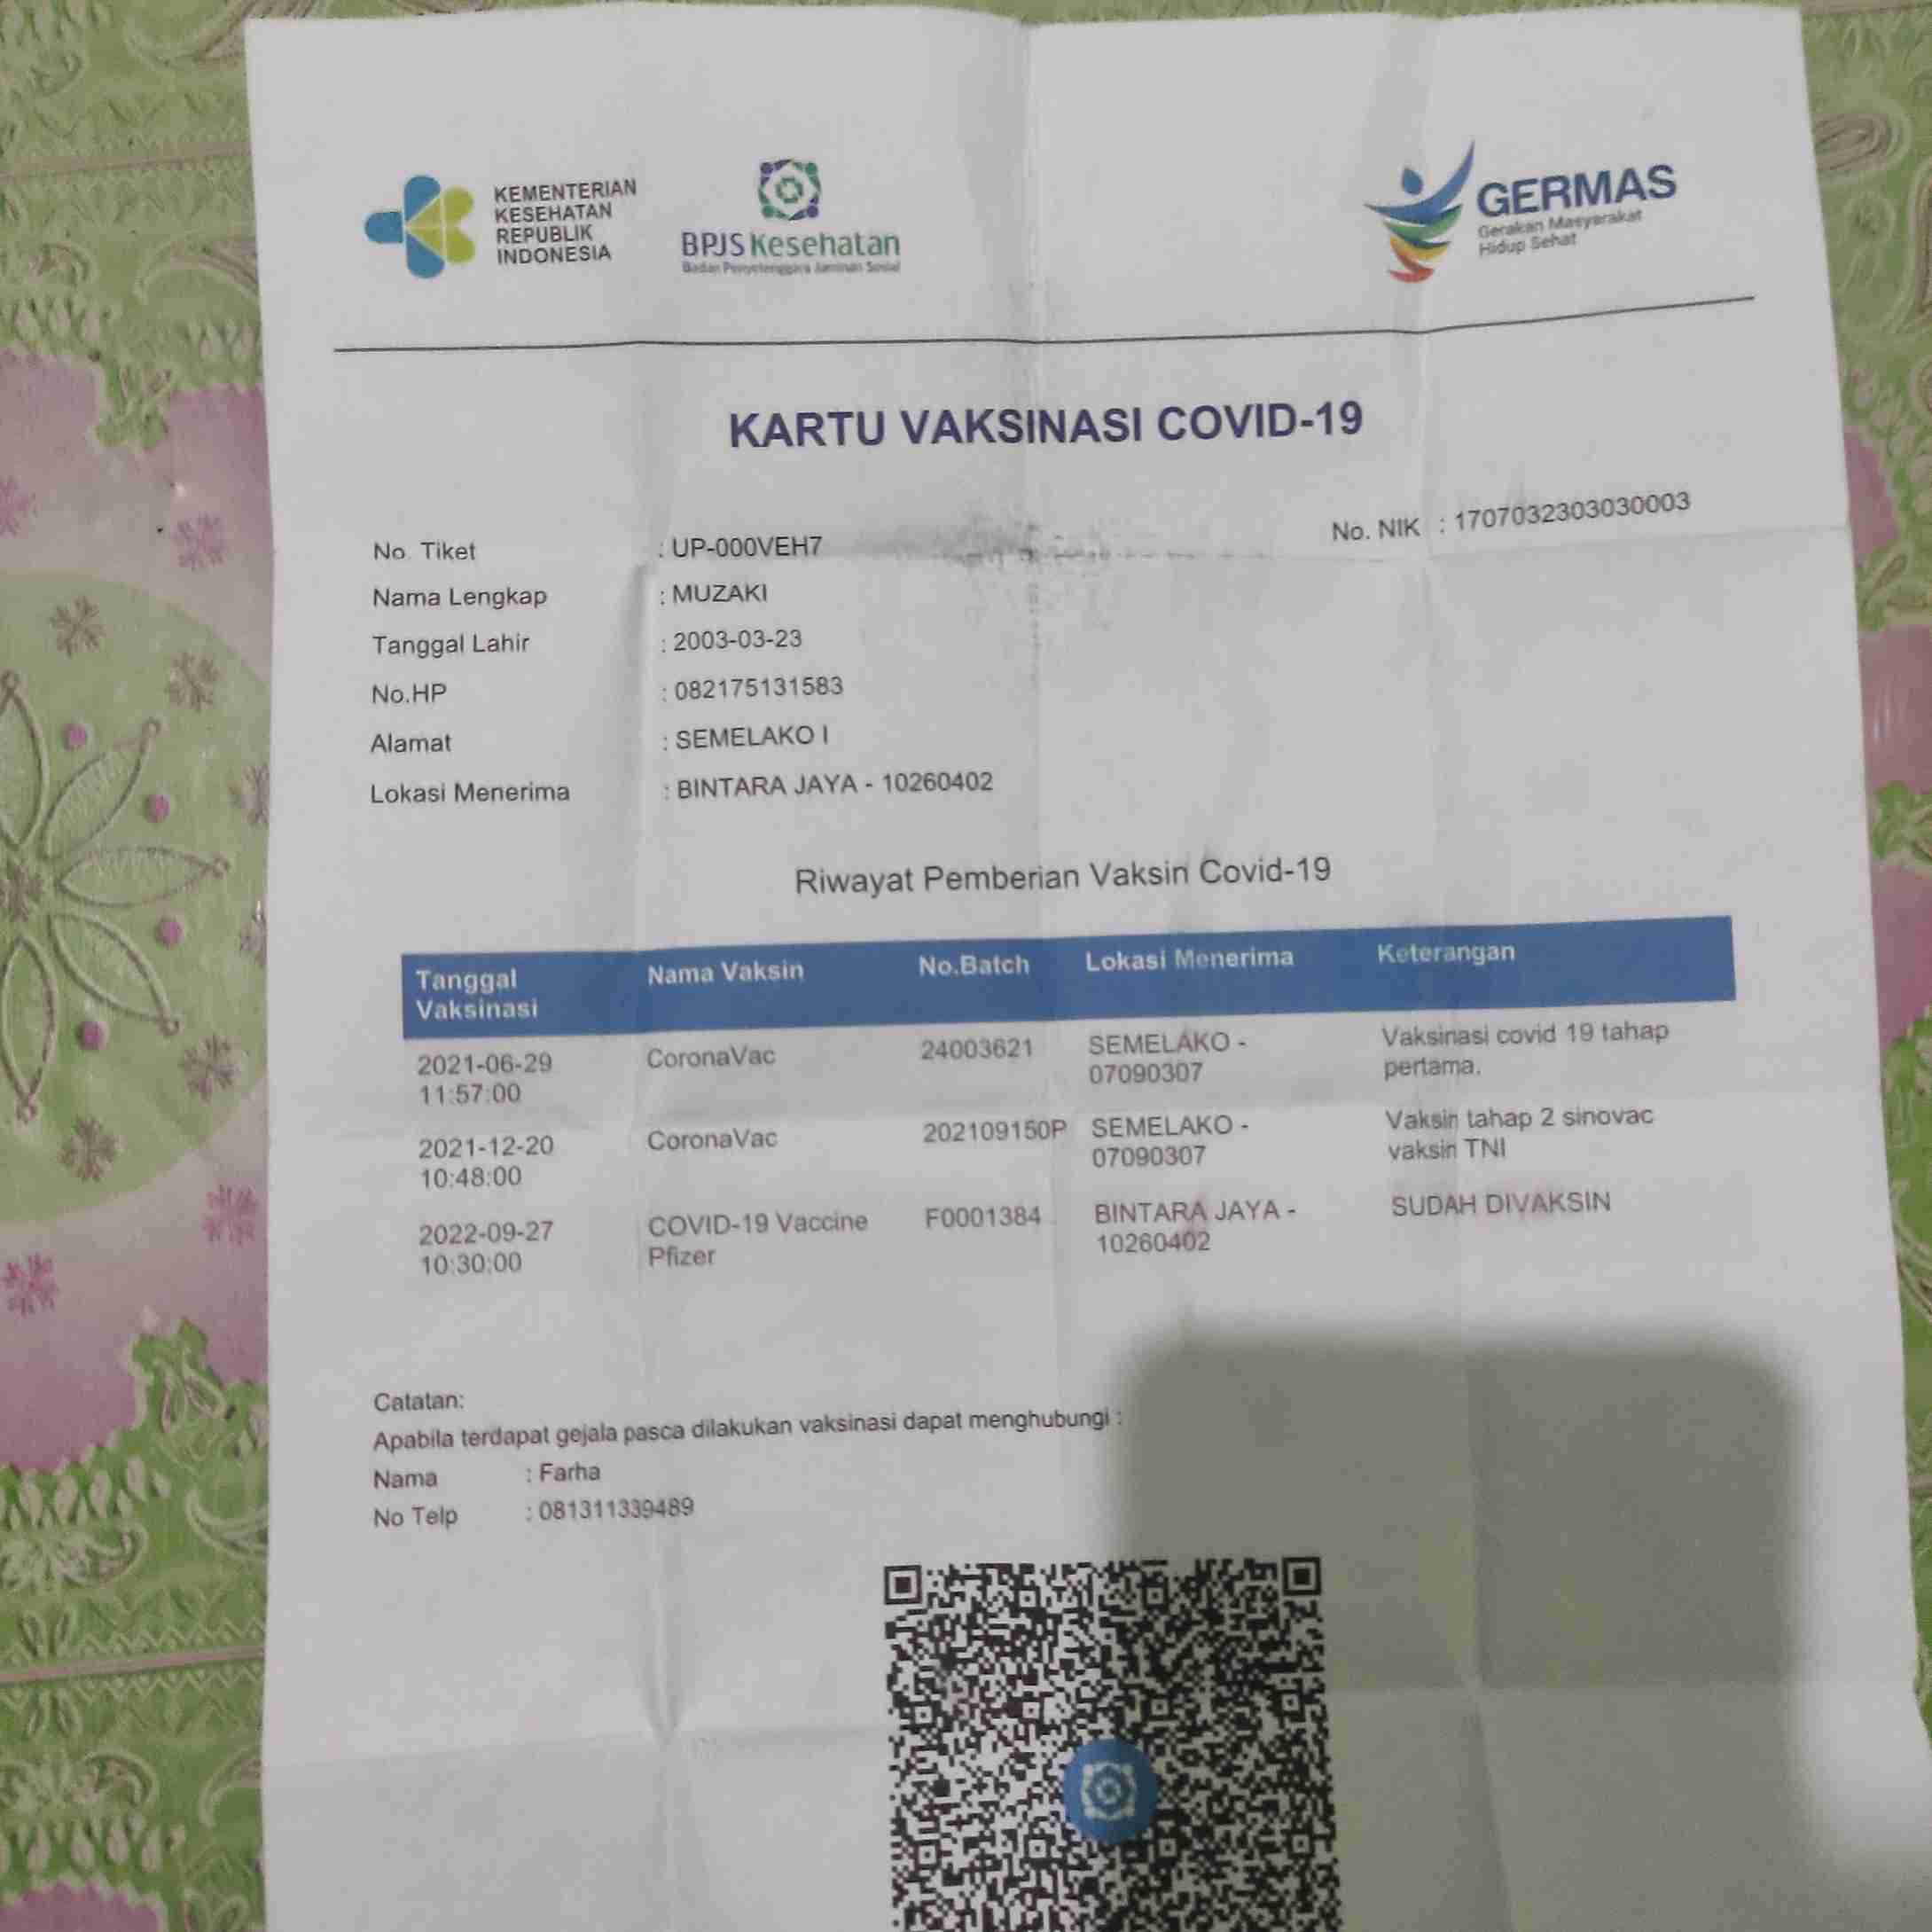 KEMENTERIAN
KESEHATAN
REPUBLIK
INDONESIA
BPJS Kesehatan
Badan Penyelenggara Jaminan Sosial
GERMAS
Gerakan Masyarakat
Hidup Sehat
KARTU VAKSINASI COVID-19
No. NIK : 1707032303030003
No. Tiket : UP-000VEH7
Nama Lengkap : MUZAKI
Tanggal Lahir : 2003-03-23
No.HP : 082175131583
Alamat : SEMELAKO I
Lokasi Menerima : BINTARA JAYA - 10260402
Riwayat Pemberian Vaksin Covid-19
Tanggal Nama Vaksin No.Batch Lokasi Menerima Keterangan
Vaksinasi
2021-06-29 CoronaVac 24003621 SEMELAKO - Vaksinasi covid 19 tahap
11:57:00 07090307 pertama.
2021-12-20 CoronaVac 202109150P SEMELAKO - Vaksin tahap 2 sinovac
10:48:00 07090307 vaksin TNI
2022-09-27 COVID-19 Vaccine F0001384 BINTARA JAYA - SUDAH DIVAKSIN
10:30:00 Pfizer 10260402
Catatan:
Apabila terdapat gejala pasca dilakukan vaksinasi dapat menghubungi :
Nama : Farha
No Telp : 081311339489